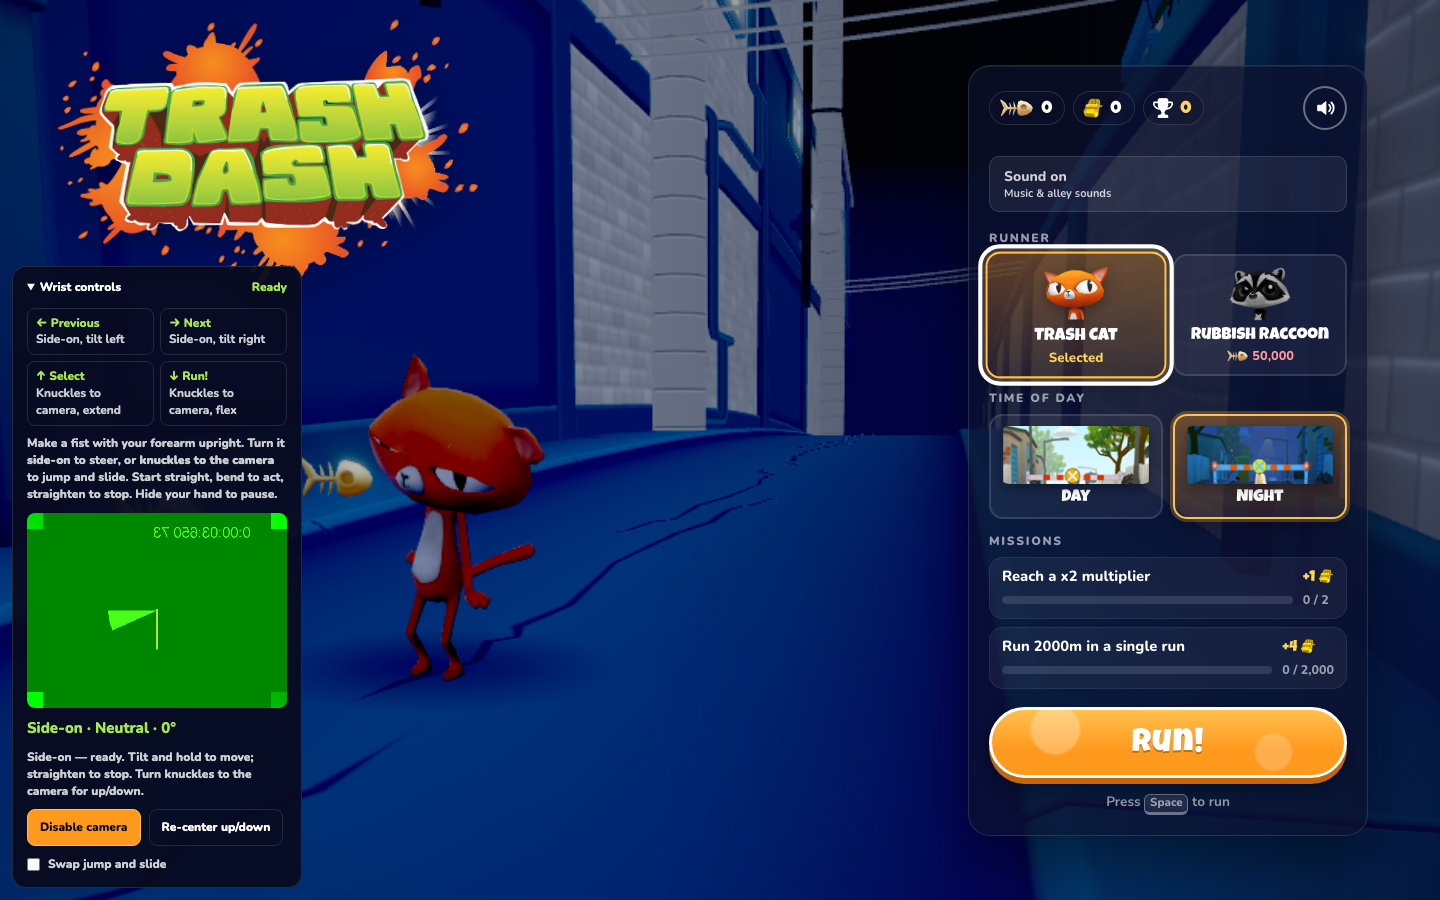 TRASH
DASH
▼ Wrist controls
Ready
← Previous
Side-on, tilt left
→ Next
Side-on, tilt right
↑ Select
Knuckles to
camera, extend
↓ Run!
Knuckles to
camera, flex
Make a fist with your forearm upright. Turn it
side-on to steer, or knuckles to the camera
to jump and slide. Start straight, bend to act,
straighten to stop. Hide your hand to pause.
0:00:03:650 73
Side-on · Neutral · 0°
Side-on — ready. Tilt and hold to move;
straighten to stop. Turn knuckles to the
camera for up/down.
Disable camera
Re-center up/down
Swap jump and slide
0
0
0
Sound on
Music & alley sounds
RUNNER
TRASH CAT
Selected
RUBBISH RACCOON
50,000
TIME OF DAY
DAY
NIGHT
MISSIONS
Reach a x2 multiplier
+1
0 / 2
Run 2000m in a single run
+4
0 / 2,000
Run!
Press Space to run